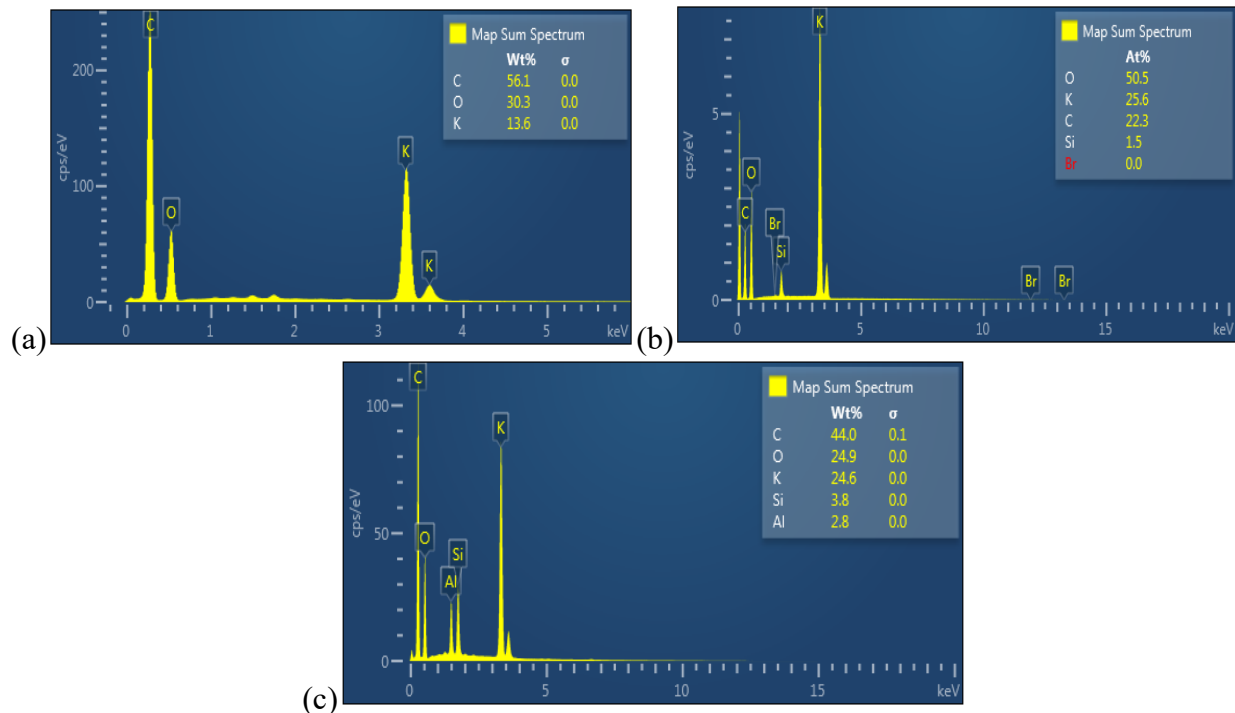 C
Map Sum Spectrum
Wt% σ
C 56.1 0.0
O 30.3 0.0
K 13.6 0.0
200
cps/eV
100
0
O
K
K
0 1 2 3 4 5 keV
(a)
K
Map Sum Spectrum
At%
O 50.5
K 25.6
C 22.3
Si 1.5
Br 0.0
5
cps/eV
0
O
C
Br
Si
Br
Br
0 5 10 15 keV
(b)
C
Map Sum Spectrum
Wt% σ
C 44.0 0.1
O 24.9 0.0
K 24.6 0.0
Si 3.8 0.0
Al 2.8 0.0
100
cps/eV
50
0
K
O
Si
Al
0 5 10 15 keV
(c)